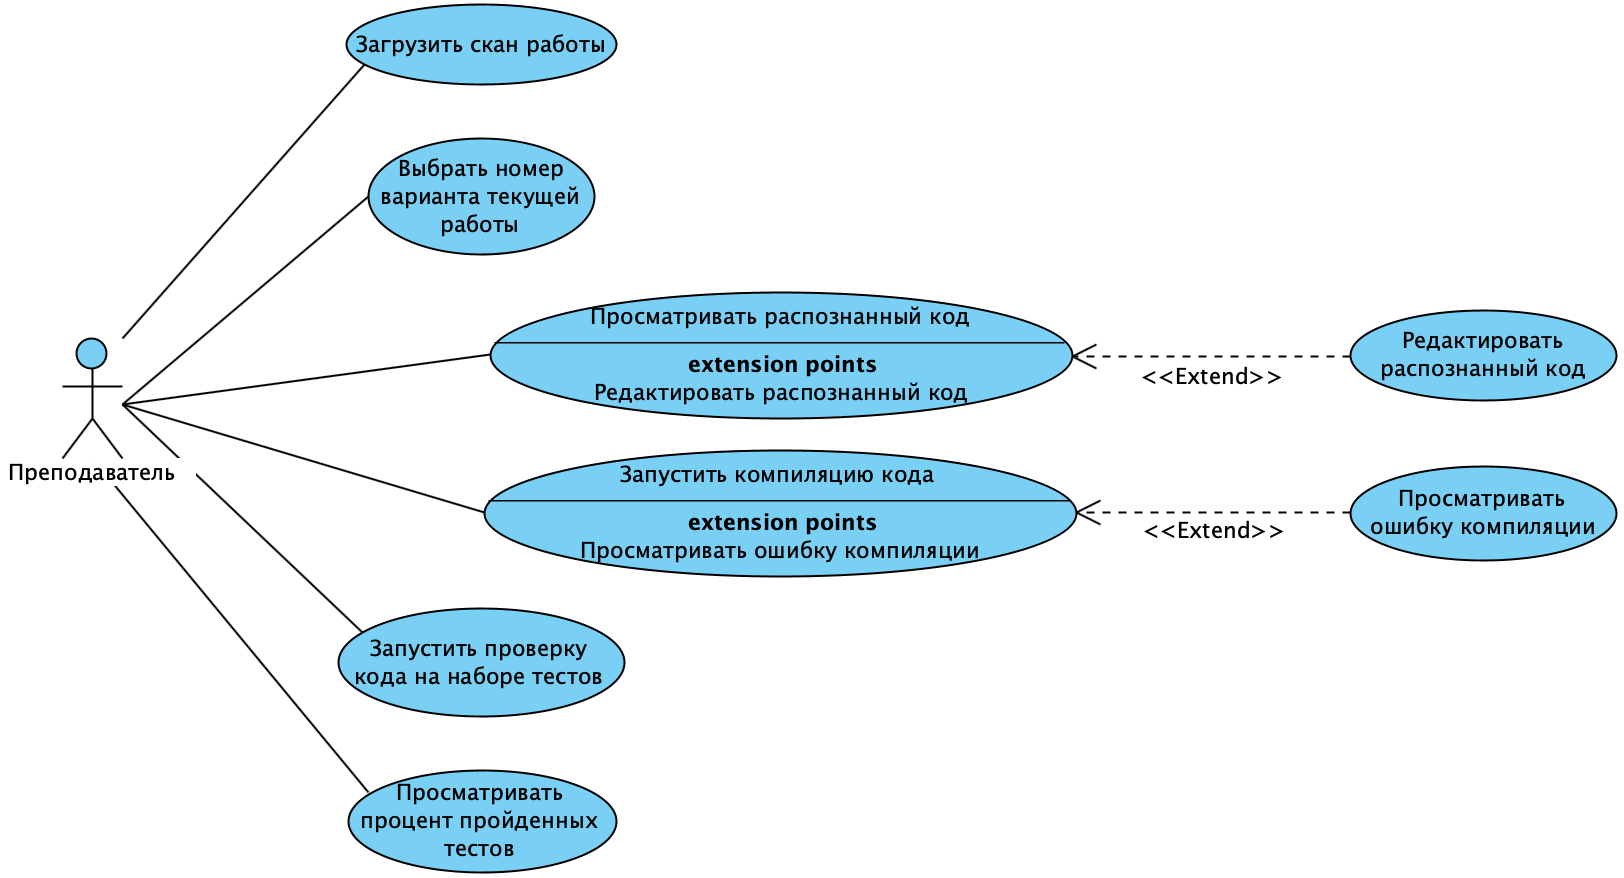 Загрузить скан работы
Выбрать номер
варианта текущей
работы
Просматривать распознанный код
extension points
Редактировать распознанный код
<<Extend>>
Редактировать
распознанный код
Преподаватель
Запустить компиляцию кода
extension points
Просматривать ошибку компиляции
<<Extend>>
Просматривать
ошибку компиляции
Запустить проверку
кода на наборе тестов
Просматривать
процент пройденных
тестов